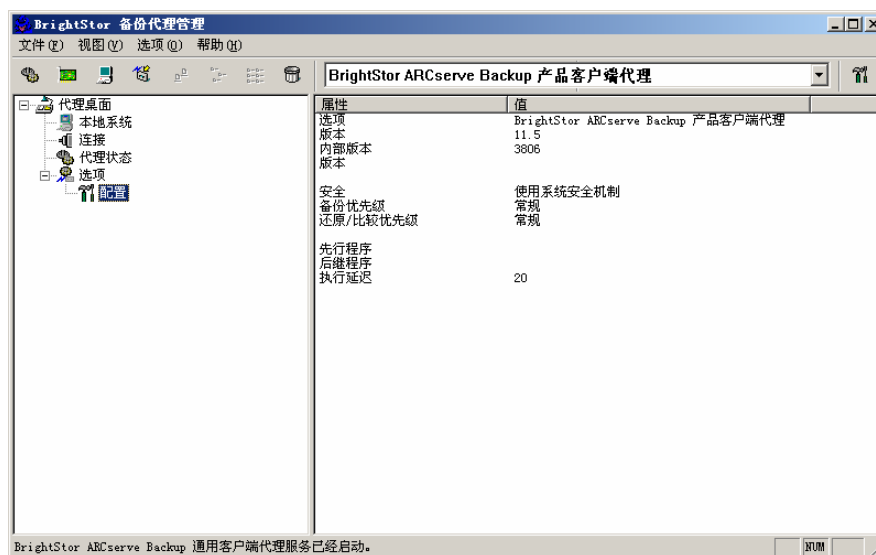 BrightStor 备份代理管理
文件(F) 视图(V) 选项(O) 帮助(H)
BrightStor ARCserve Backup 产品客户端代理
代理桌面
本地系统
连接
代理状态
选项
配置
属性 值
选项 BrightStor ARCserve Backup 产品客户端代理
版本 11.5
内部版本 3806
版本
安全 使用系统安全机制
备份优先级 常规
还原/比较优先级 常规
先行程序
后继程序
执行延迟 20
BrightStor ARCserve Backup 通用客户端代理服务已经启动。 NUM